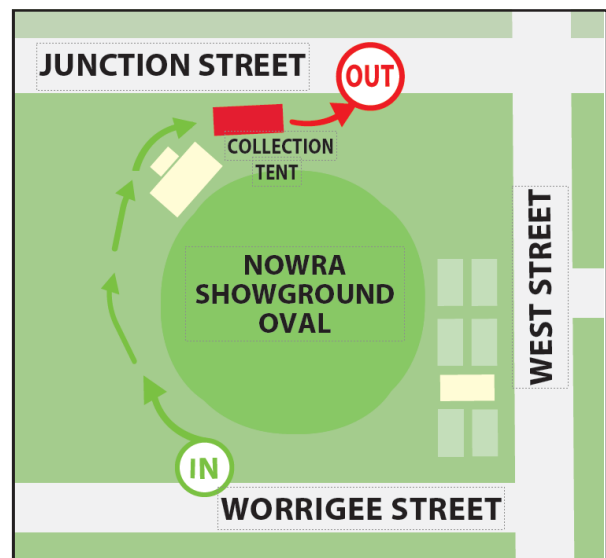 JUNCTION STREET
OUT
COLLECTION
TENT
NOWRA
SHOWGROUND
OVAL
WEST STREET
IN
WORRIGEE STREET